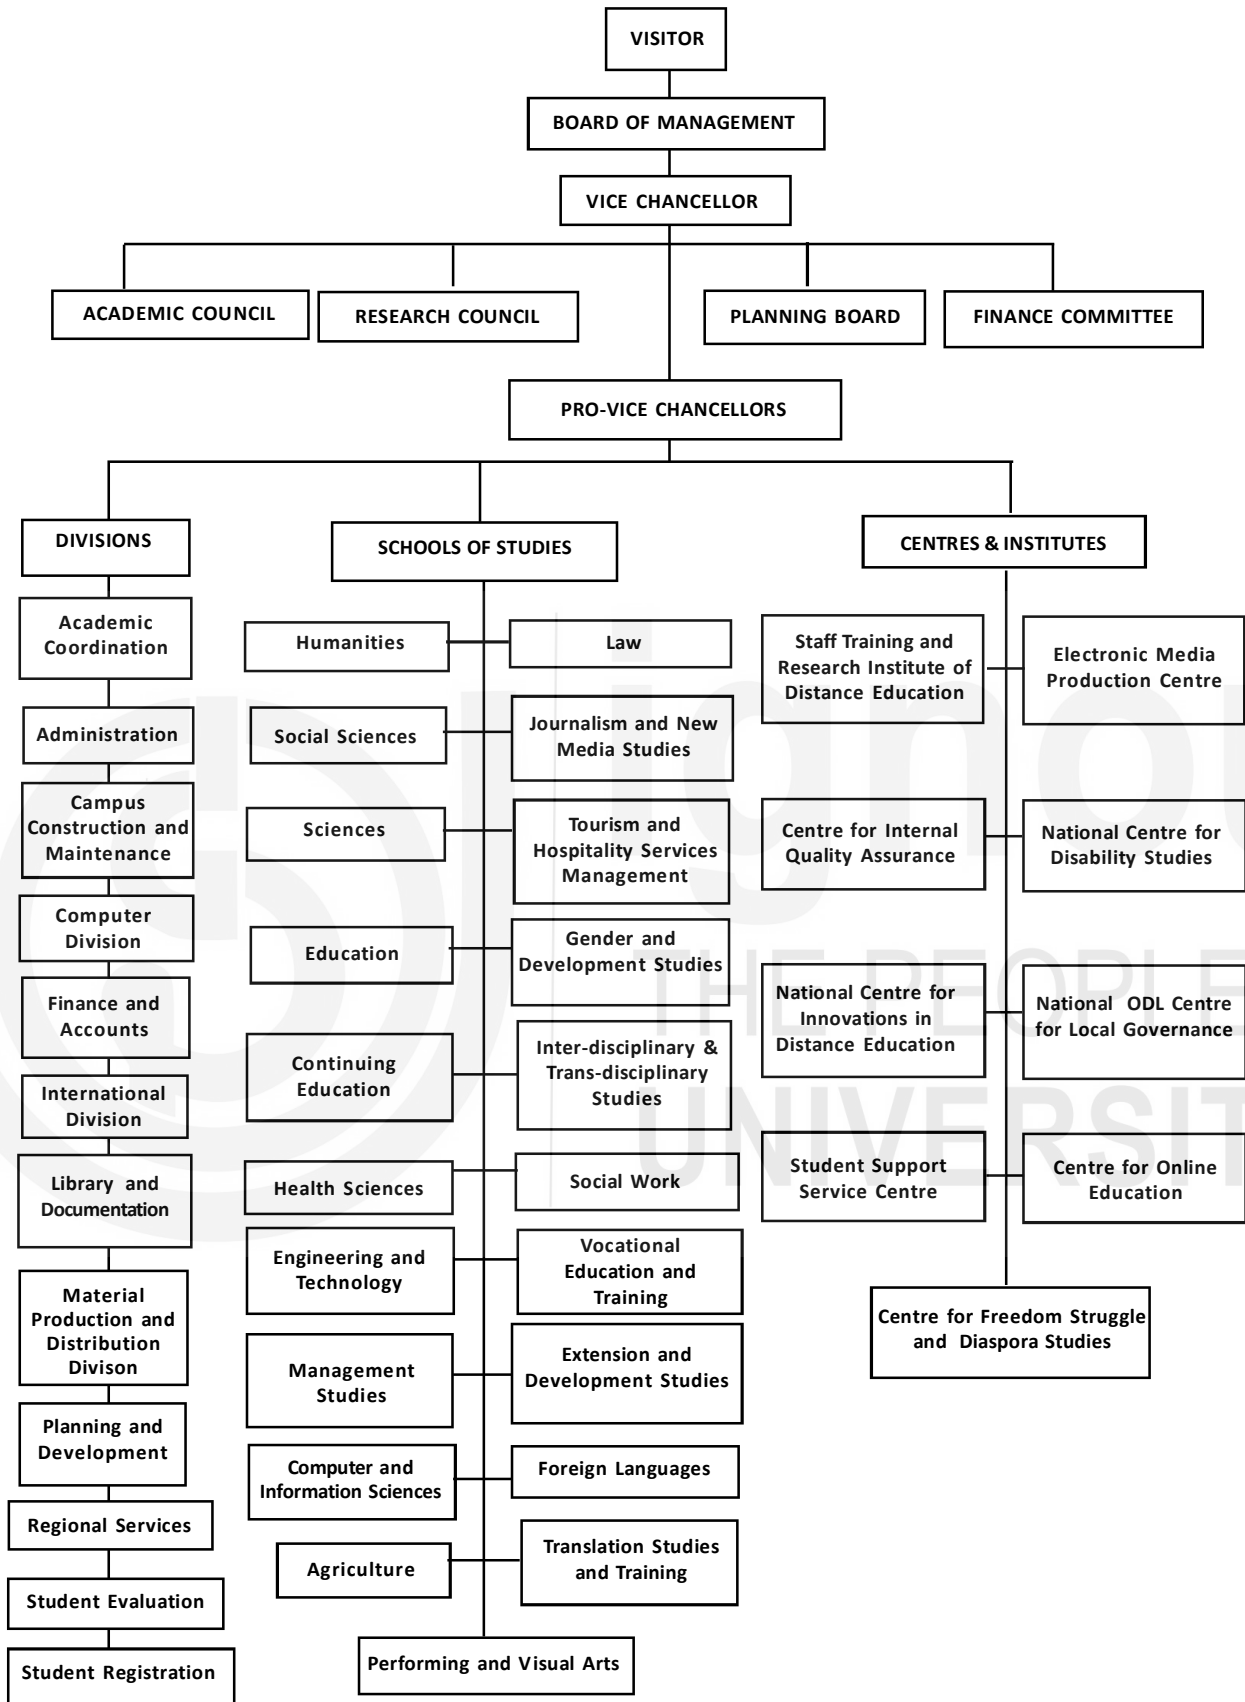 VISITOR
BOARD OF MANAGEMENT
VICE CHANCELLOR
ACADEMIC COUNCIL
RESEARCH COUNCIL
PLANNING BOARD
FINANCE COMMITTEE
PRO-VICE CHANCELLORS
DIVISIONS
Academic
Coordination
Administration
Campus
Construction and
Maintenance
Computer
Division
Finance and
Accounts
International
Division
Library and
Documentation
Material
Production and
Distribution
Divison
Planning and
Development
Regional Services
Student Evaluation
Student Registration
SCHOOLS OF STUDIES
Humanities
Law
Social Sciences
Journalism and New
Media Studies
Sciences
Tourism and
Hospitality Services
Management
Education
Gender and
Development Studies
Continuing
Education
Inter-disciplinary &
Trans-disciplinary
Studies
Health Sciences
Social Work
Engineering and
Technology
Vocational
Education and
Training
Management
Studies
Extension and
Development Studies
Computer and
Information Sciences
Foreign Languages
Agriculture
Translation Studies
and Training
Performing and Visual Arts
CENTRES & INSTITUTES
Staff Training and
Research Institute of
Distance Education
Electronic Media
Production Centre
Centre for Internal
Quality Assurance
National Centre for
Disability Studies
National Centre for
Innovations in
Distance Education
National ODL Centre
for Local Governance
Student Support
Service Centre
Centre for Online
Education
Centre for Freedom Struggle
and Diaspora Studies
ignou
THE PEOPLE
UNIVERSIT